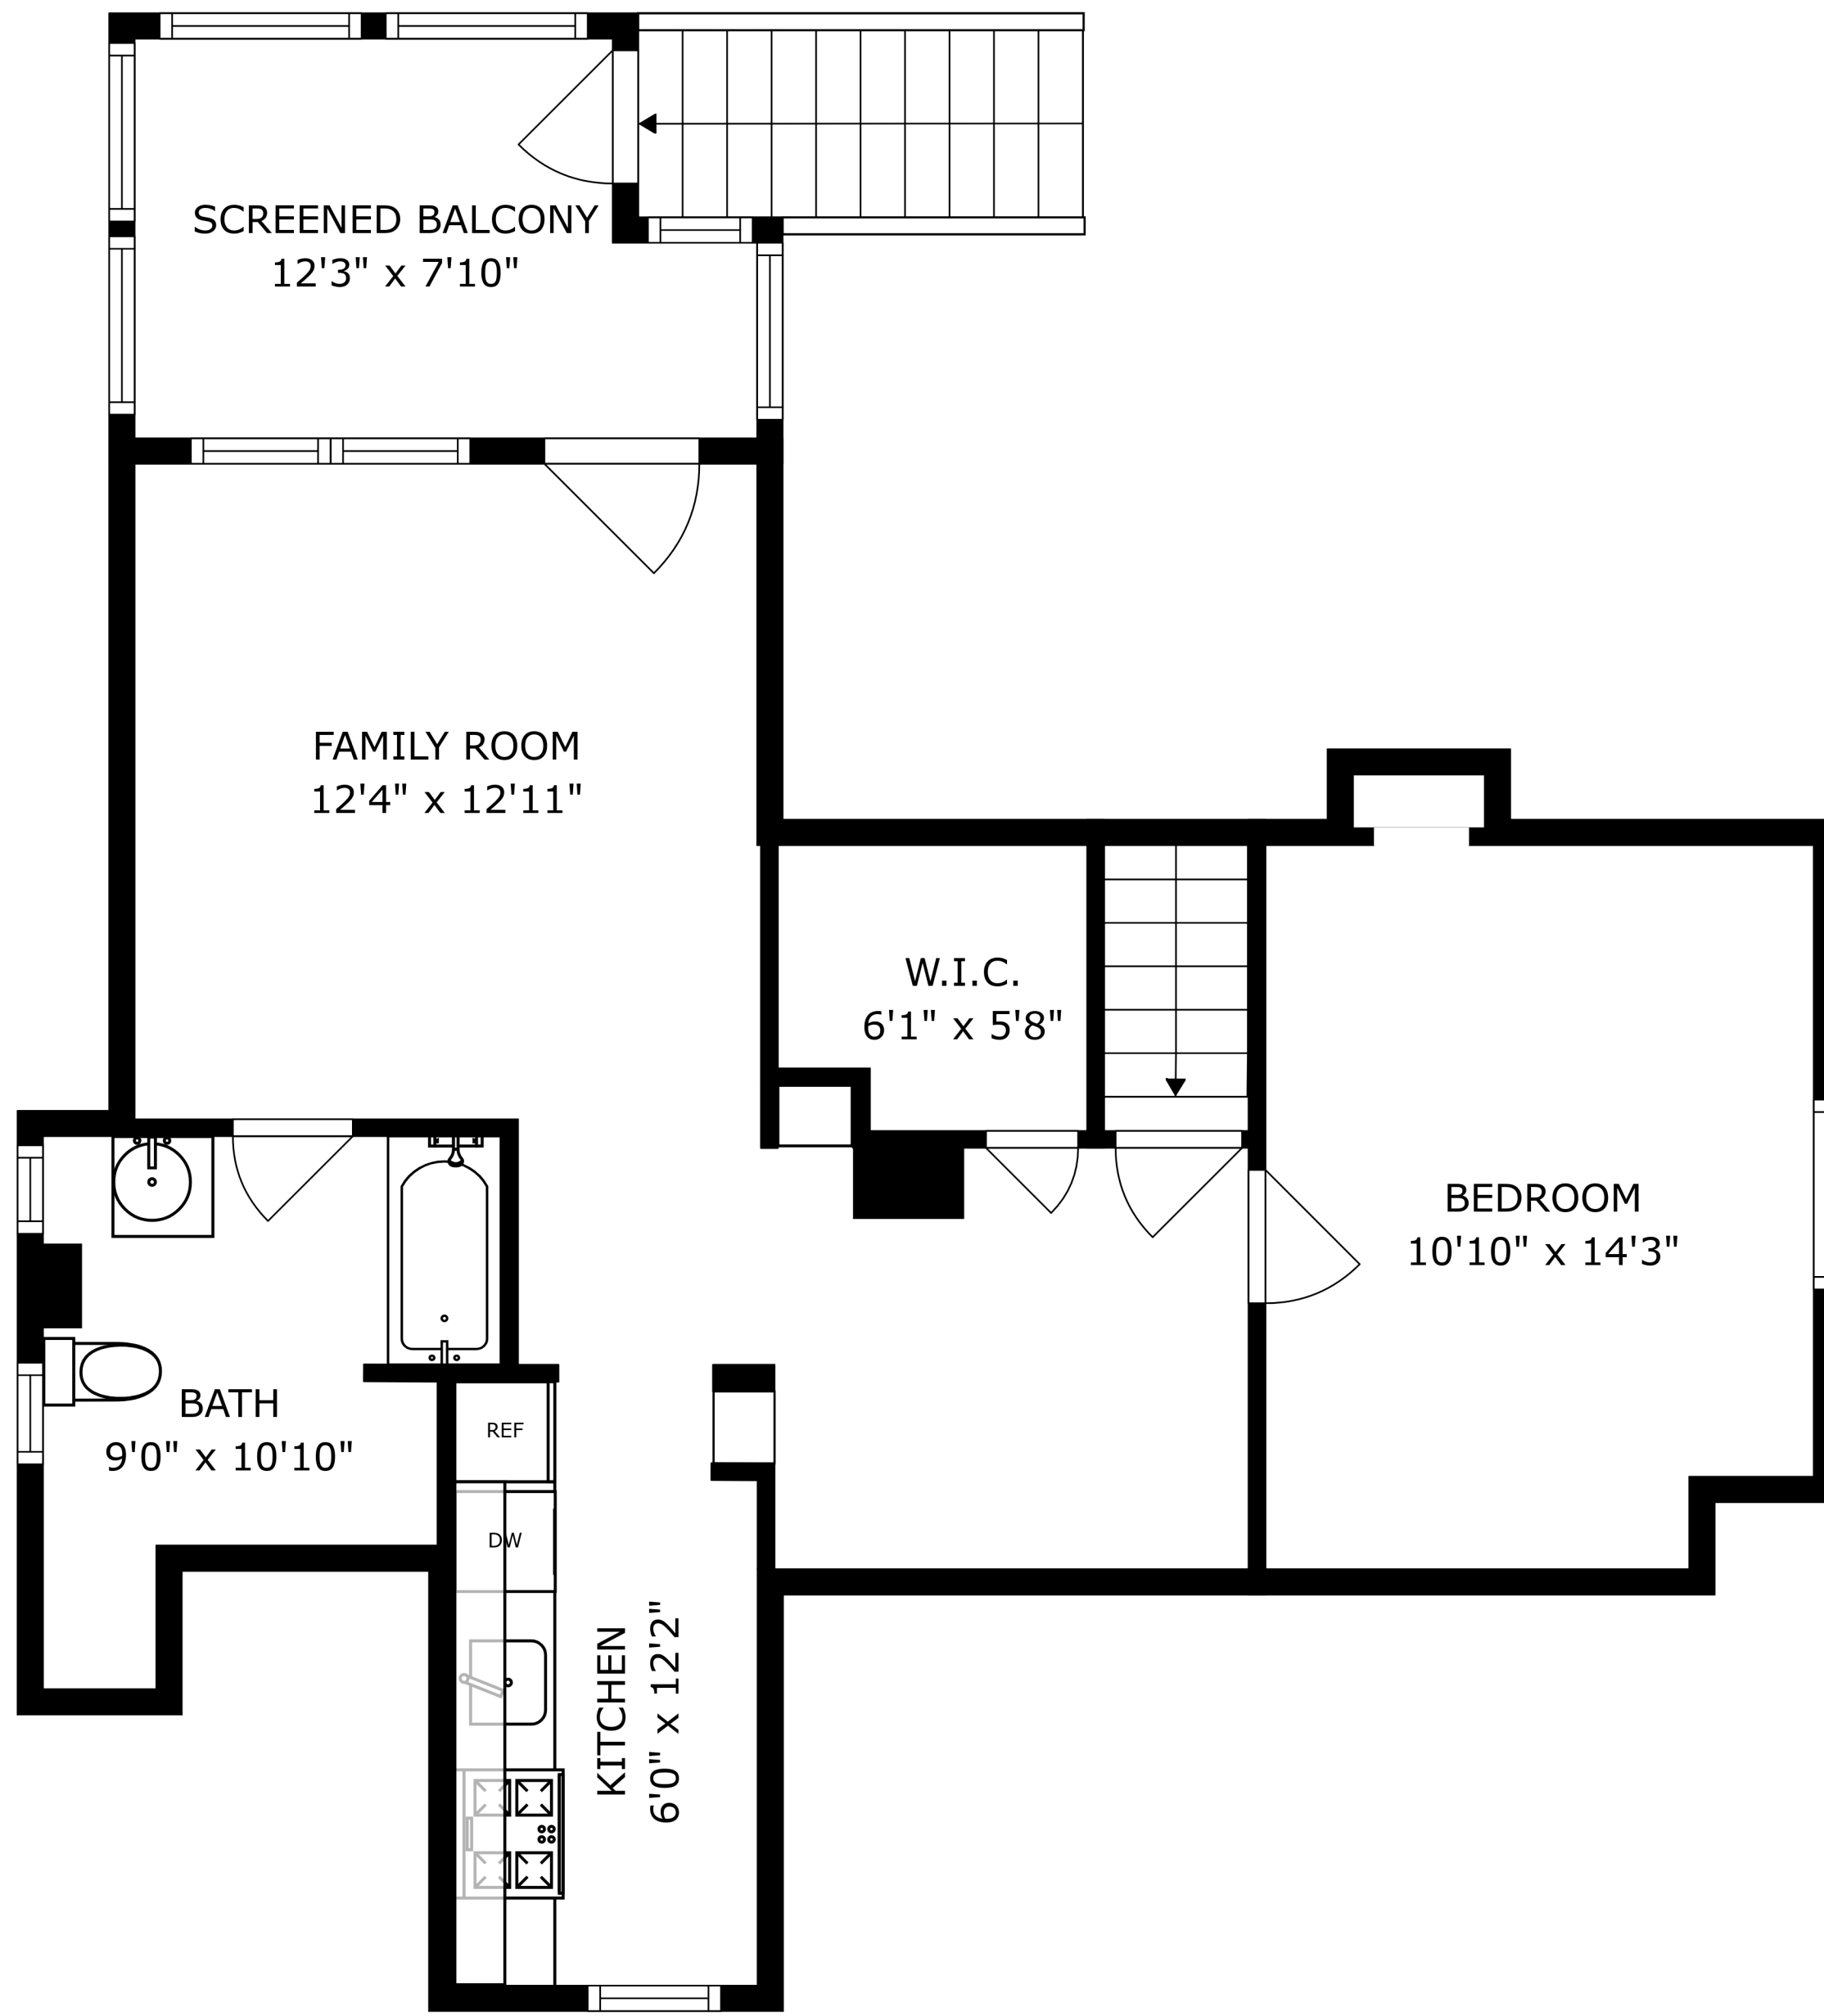 SCREENED BALCONY
12'3" x 7'10"
FAMILY ROOM
12'4" x 12'11"
W.I.C.
6'1" x 5'8"
BEDROOM
10'10" x 14'3"
BATH
9'0" x 10'10"
REF
DW
KITCHEN
6'0" x 12'2"